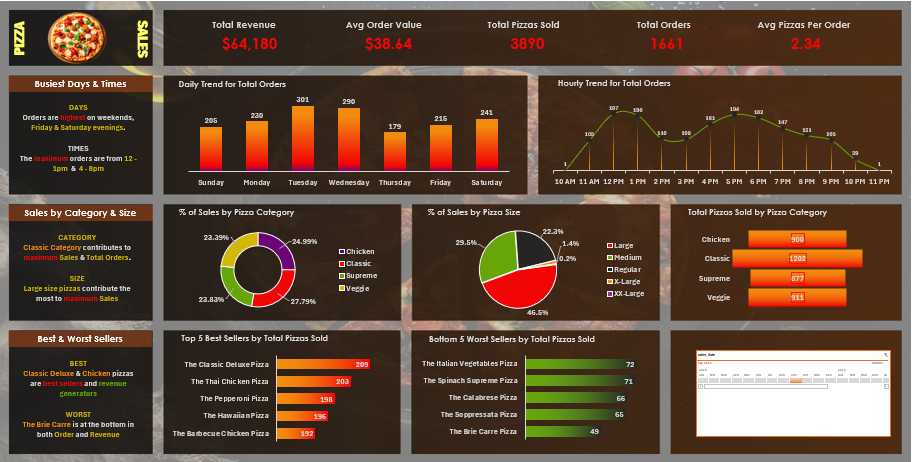 PIZZA
SALES
Total Revenue
$64,180
Avg Order Value
$38.64
Total Pizzas Sold
3890
Total Orders
1661
Avg Pizzas Per Order
2.34
Busiest Days & Times
DAYS
Orders are highest on weekends,
Friday & Saturday evenings.
TIMES
The maximum orders are from 12 -
1pm & 4 - 8pm
Daily Trend for Total Orders
205
230
301
290
179
215
241
Sunday
Monday
Tuesday
Wednesday
Thursday
Friday
Saturday
Hourly Trend for Total Orders
1
105
197
190
110
108
161
194
182
147
121
105
39
1
10 AM
11 AM
12 PM
1 PM
2 PM
3 PM
4 PM
5 PM
6 PM
7 PM
8 PM
9 PM
10 PM
11 PM
Sales by Category & Size
CATEGORY
Classic Category contributes to
maximum Sales & Total Orders.
SIZE
Large size pizzas contribute the
most to maximum Sales
% of Sales by Pizza Category
23.39%
24.99%
23.83%
27.79%
Chicken
Classic
Supreme
Veggie
% of Sales by Pizza Size
22.3%
29.5%
1.4%
0.2%
46.5%
Large
Medium
Regular
X-Large
XX-Large
Total Pizzas Sold by Pizza Category
Chicken 900
Classic 1202
Supreme 877
Veggie 911
Best & Worst Sellers
BEST
Classic Deluxe & Chicken pizzas
are best sellers and revenue
generators
WORST
The Brie Carre is at the bottom in
both Order and Revenue
Top 5 Best Sellers by Total Pizzas Sold
The Classic Deluxe Pizza 209
The Thai Chicken Pizza 203
The Pepperoni Pizza 198
The Hawaiian Pizza 196
The Barbecue Chicken Pizza 192
Bottom 5 Worst Sellers by Total Pizzas Sold
The Italian Vegetables Pizza 72
The Spinach Supreme Pizza 71
The Calabrese Pizza 66
The Soppressata Pizza 65
The Brie Carre Pizza 49
order_date